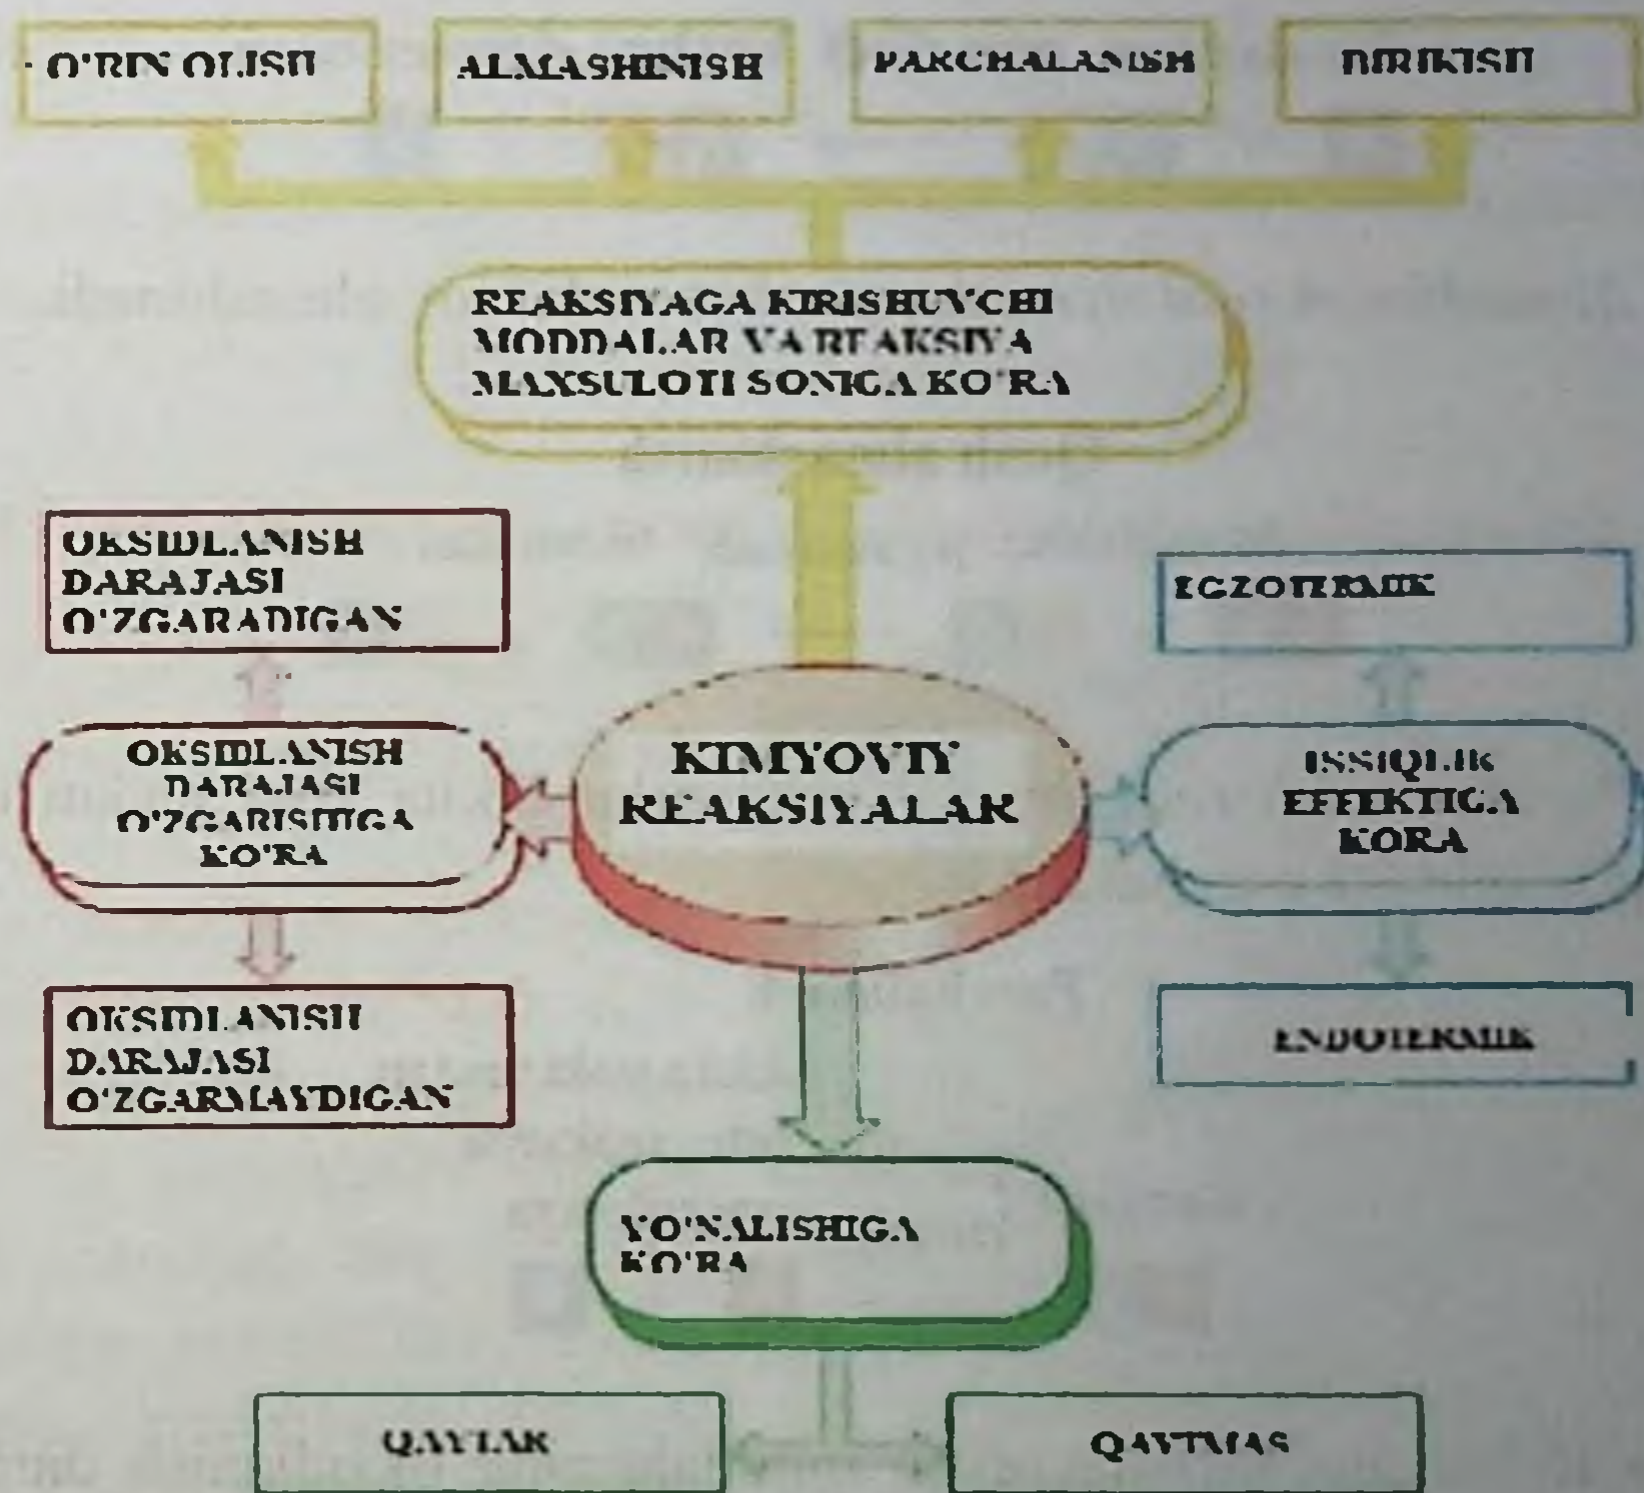 O'RIN OLISH
ALMASHINISH
PARCHALANISH
BIRIKISH
REAKSIYAGA KIRISHUVCHI
MODDALAR VA REAKSIYA
MAXSULOTI SONIGA KO'RA
OKSIDLANISH
DARAJASI
O'ZGARADIGAN
EGZOTERMIK
OKSIDLANISH
DARAJASI
O'ZGARISHIGA
KO'RA
KIMYOVIY
REAKSIYALAR
ISSIQLIK
EFFEKTIGA
KORA
OKSIDLANISH
DARAJASI
O'ZGARMAYDIGAN
ENDOTERMIK
YO'NALISHIGA
KO'RA
QAYTAR
QAYTMAS